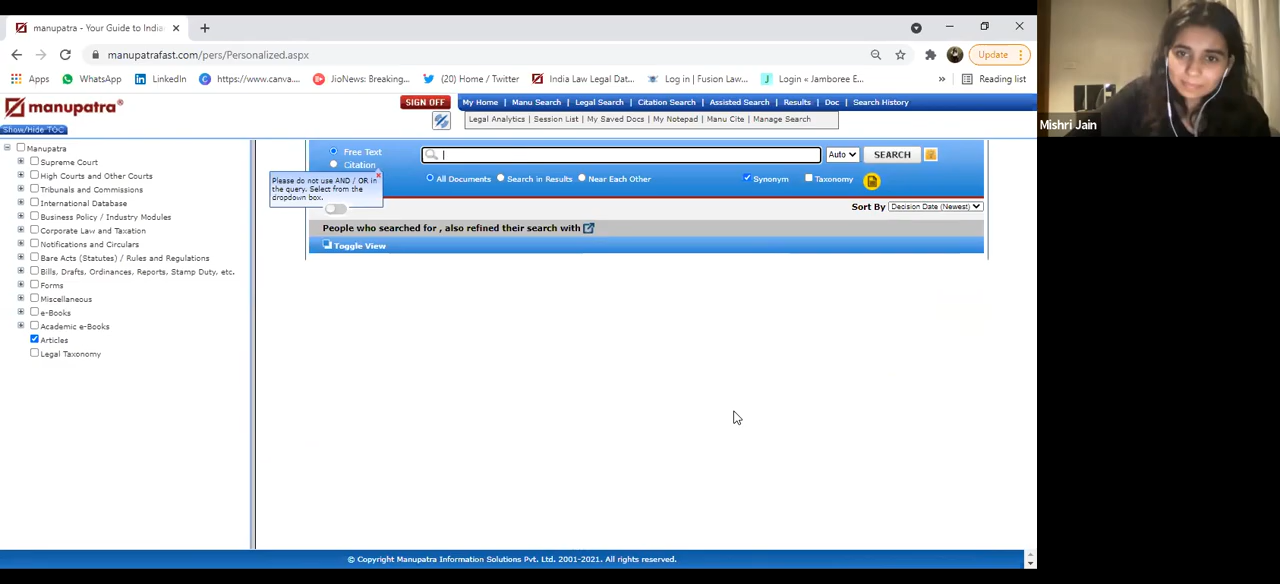 manupatra - Your Guide to India
manupatrafast.com/pers/Personalized.aspx
Update
Apps WhatsApp LinkedIn https://www.canva.... JioNews: Breaking... (20) Home / Twitter India Law Legal Dat... Log in | Fusion Law... Login « Jamboree E... » Reading list
manupatra®
SIGN OFF
My Home | Manu Search | Legal Search | Citation Search | Assisted Search | Results | Doc | Search History
Legal Analytics | Session List | My Saved Docs | My Notepad | Manu Cite | Manage Search
Show/Hide TOC
Mishri Jain
Manupatra
Supreme Court
High Courts and Other Courts
Tribunals and Commissions
International Database
Business Policy / Industry Modules
Corporate Law and Taxation
Notifications and Circulars
Bare Acts (Statutes) / Rules and Regulations
Bills, Drafts, Ordinances, Reports, Stamp Duty, etc.
Forms
Miscellaneous
e-Books
Academic e-Books
Articles
Legal Taxonomy
Free Text
Citation
Auto
SEARCH
Please do not use AND / OR in
the query. Select from the
dropdown box.
All Documents Search in Results Near Each Other Synonym Taxonomy
Sort By Decision Date (Newest)
People who searched for , also refined their search with
Toggle View
© Copyright Manupatra Information Solutions Pvt. Ltd. 2001-2021. All rights reserved.